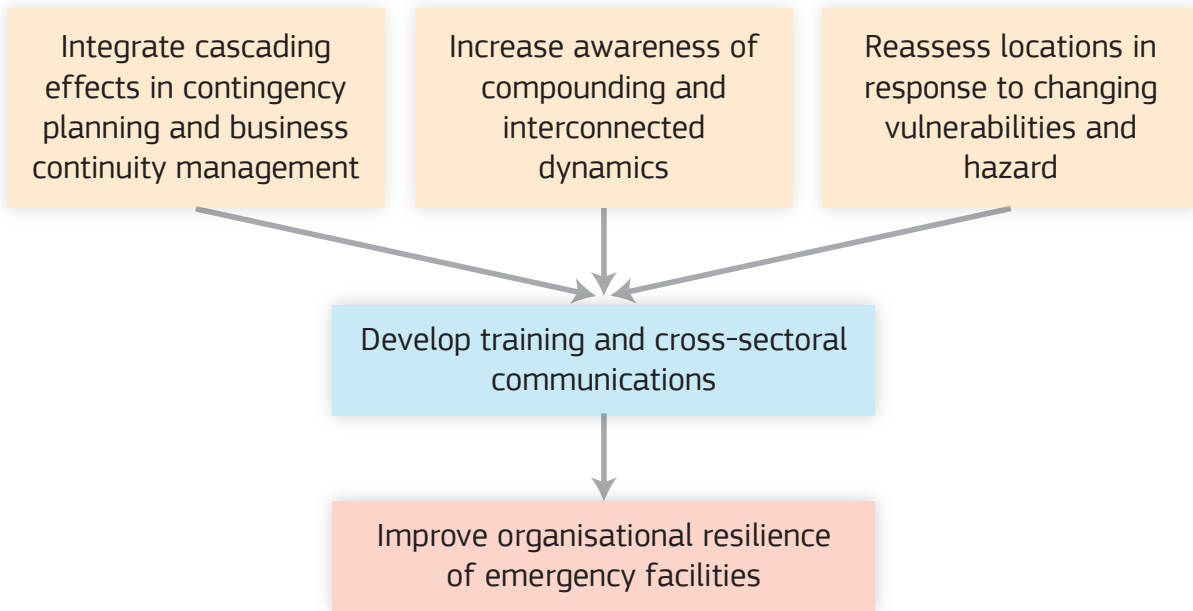 Integrate cascading
effects in contingency
planning and business
continuity management
Increase awareness of
compounding and
interconnected
dynamics
Reassess locations in
response to changing
vulnerabilities and
hazard
Develop training and cross-sectoral
communications
Improve organisational resilience
of emergency facilities